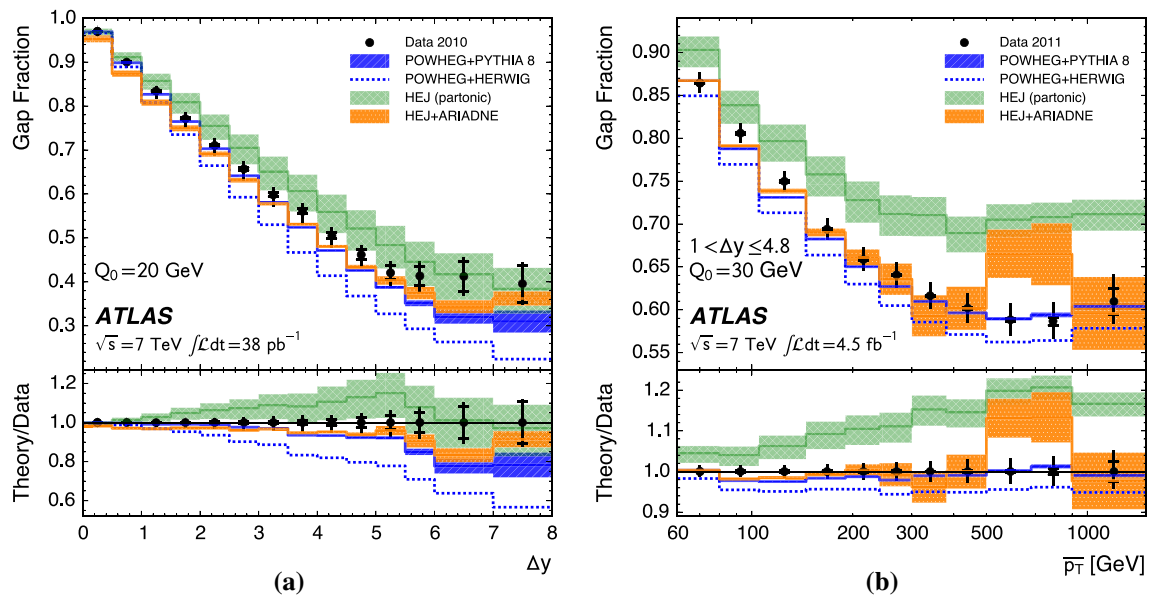 Gap Fraction
1.0
0.9
0.8
0.7
0.6
0.5
0.4
0.3
Data 2010
POWHEG+PYTHIA 8
POWHEG+HERWIG
HEJ (partonic)
HEJ+ARIADNE
Q₀ = 20 GeV
ATLAS
√s = 7 TeV ∫ℒdt = 38 pb⁻¹
Theory/Data
1.2
1.0
0.8
0.6
0 1 2 3 4 5 6 7 8
Δy
(a)
Gap Fraction
0.90
0.85
0.80
0.75
0.70
0.65
0.60
0.55
Data 2011
POWHEG+PYTHIA 8
POWHEG+HERWIG
HEJ (partonic)
HEJ+ARIADNE
1 < Δy ≤ 4.8
Q₀ = 30 GeV
ATLAS
√s = 7 TeV ∫ℒdt = 4.5 fb⁻¹
Theory/Data
1.2
1.1
1.0
0.9
60 100 200 300 500 1000
p̅T̅ [GeV]
(b)